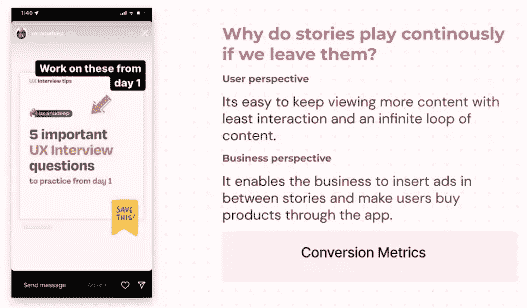 1:40
Work on these from
day 1
UX Interview tips
5 important
UX Interview
questions
to practice from day 1
SAVE
THIS!
Send message
Why do stories play continously
if we leave them?
User perspective
Its easy to keep viewing more content with
least interaction and an infinite loop of
content.
Business perspective
It enables the business to insert ads in
between stories and make users buy
products through the app.
Conversion Metrics